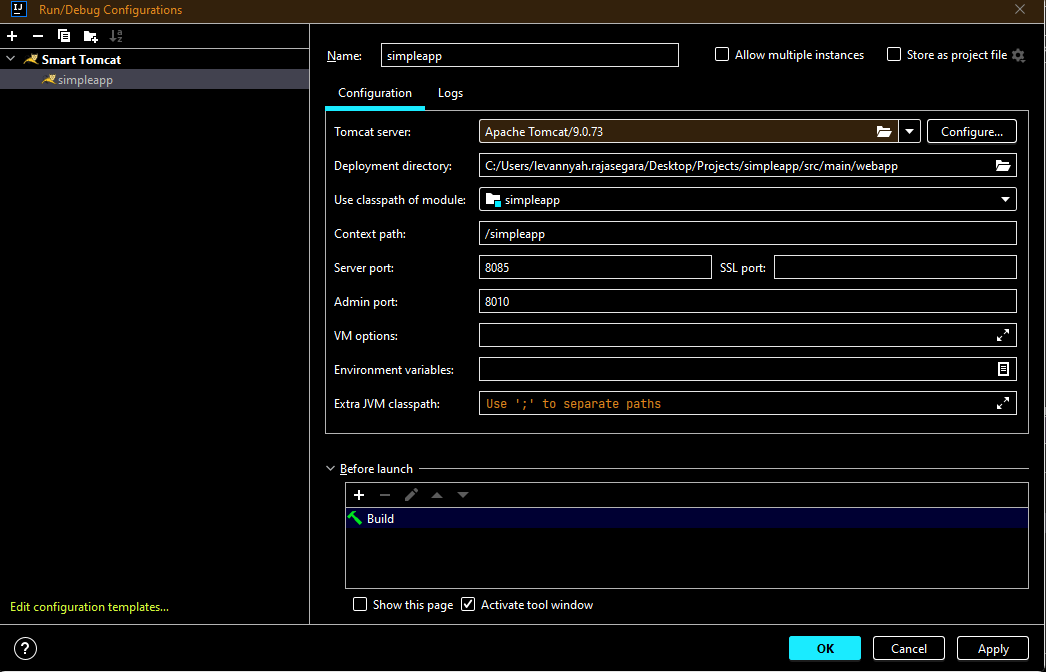 Run/Debug Configurations
Smart Tomcat
simpleapp
Name: simpleapp Allow multiple instances Store as project file
Configuration Logs
Tomcat server: Apache Tomcat/9.0.73 Configure...
Deployment directory: C:/Users/levannyah.rajasegara/Desktop/Projects/simpleapp/src/main/webapp
Use classpath of module: simpleapp
Context path: /simpleapp
Server port: 8085 SSL port:
Admin port: 8010
VM options:
Environment variables:
Extra JVM classpath: Use ';' to separate paths
Before launch
Build
Show this page Activate tool window
Edit configuration templates...
? OK Cancel Apply